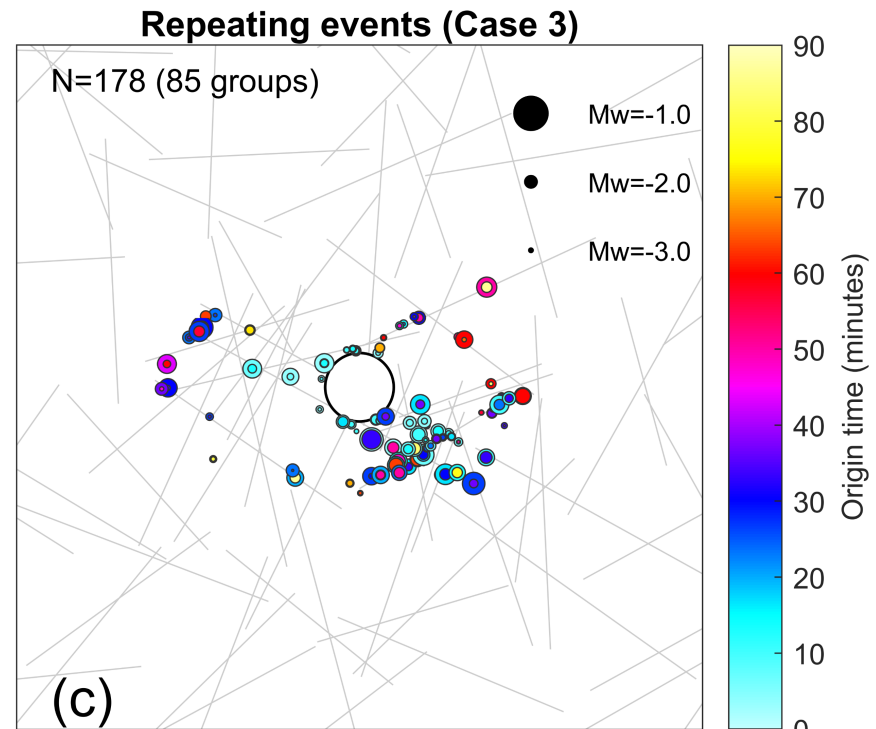 Repeating events (Case 3)
N=178 (85 groups)
Mw=-1.0
Mw=-2.0
Mw=-3.0
(c)
90
80
70
60
50
40
30
20
10
0
Origin time (minutes)